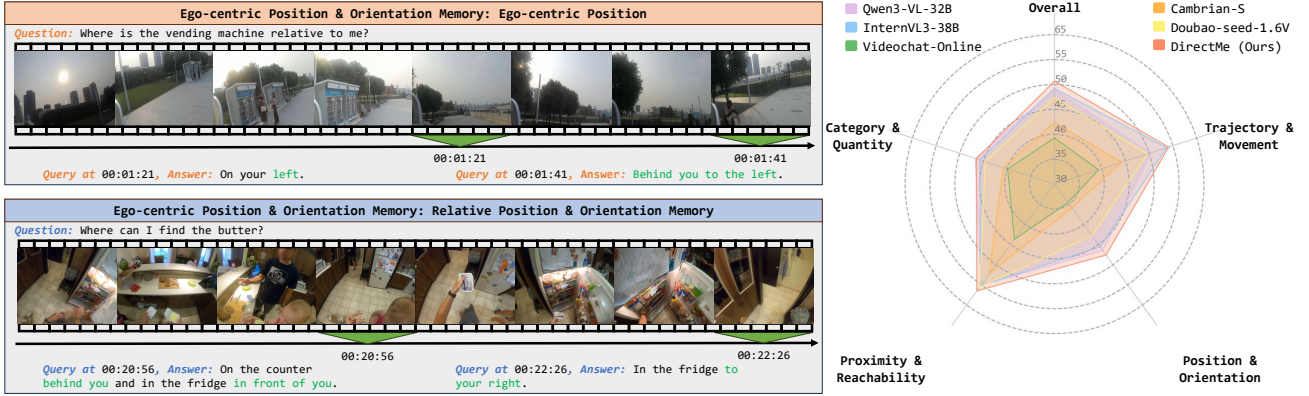 Ego-centric Position & Orientation Memory: Ego-centric Position
Question: Where is the vending machine relative to me?
00:01:21
00:01:41
Query at 00:01:21, Answer: On your left.
Query at 00:01:41, Answer: Behind you to the left.
Ego-centric Position & Orientation Memory: Relative Position & Orientation Memory
Question: Where can I find the butter?
00:20:56
00:22:26
Query at 00:20:56, Answer: On the counter
behind you and in the fridge in front of you.
Query at 00:22:26, Answer: In the fridge to
your right.
Qwen3-VL-32B
InternVL3-38B
Videochat-Online
Cambrian-S
Doubao-seed-1.6V
DirectMe (Ours)
Overall
65
55
50
45
40
35
30
Category &
Quantity
Trajectory &
Movement
Proximity &
Reachability
Position &
Orientation